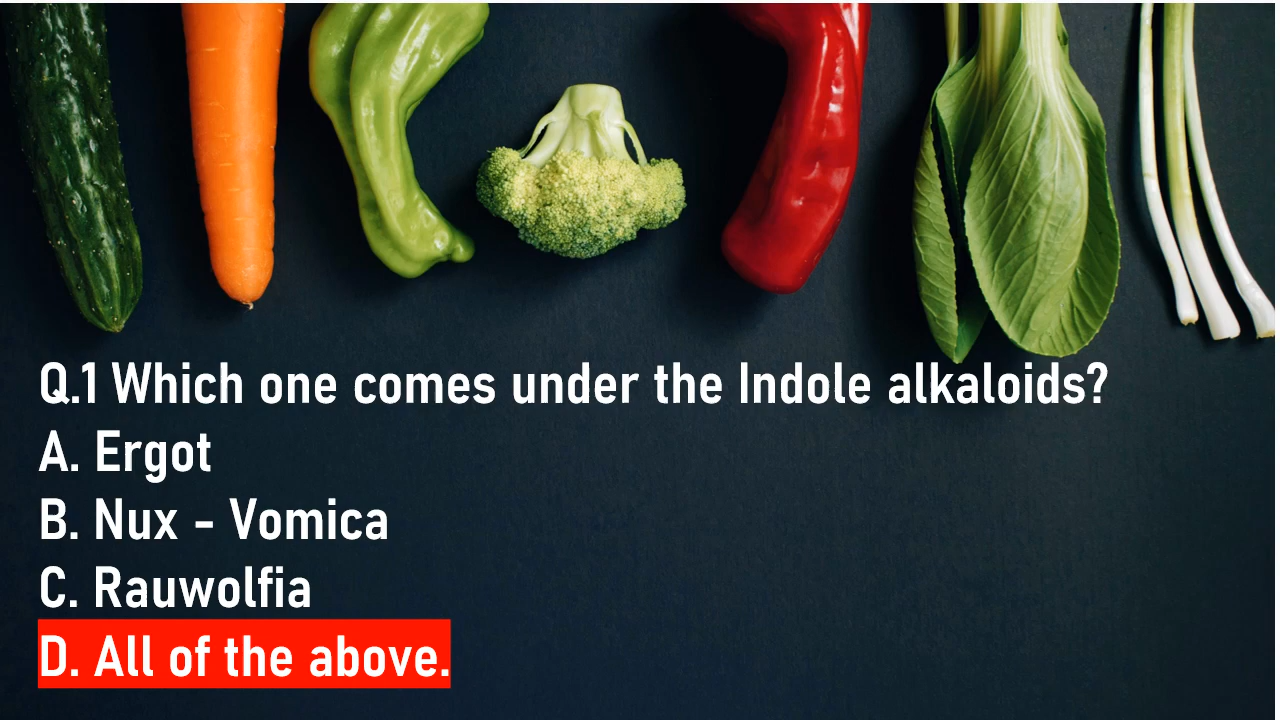 Q.1 Which one comes under the Indole alkaloids?
A. Ergot
B. Nux - Vomica
C. Rauwolfia
D. All of the above.